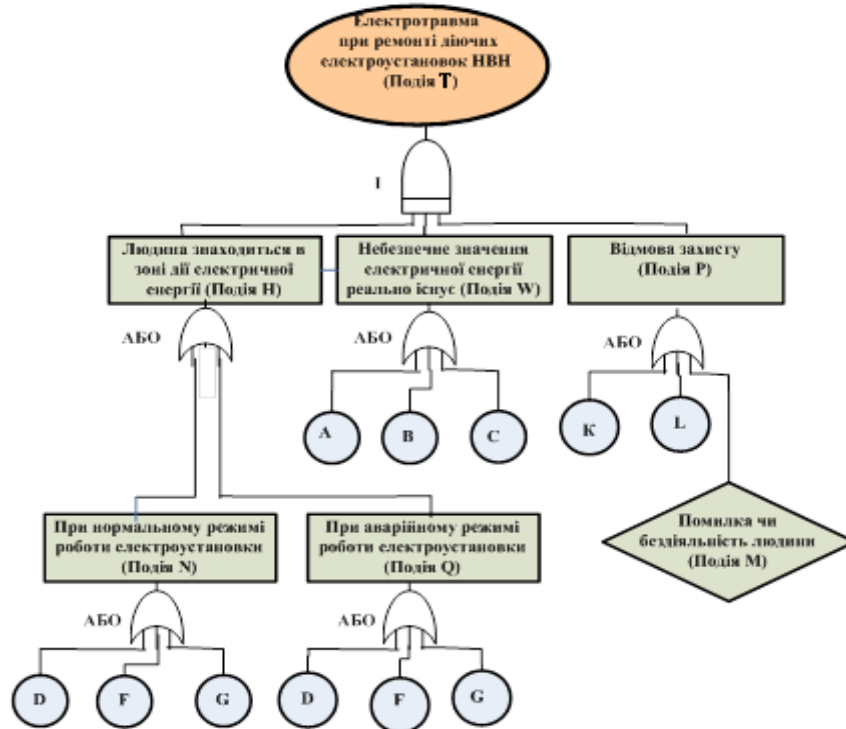 Електротравма
при ремонті діючих
електроустановок НВН
(Подія Т)
І
Людина знаходиться в
зоні дії електричної
енергії (Подія Н)
Небезпечне значення
електричної енергії
реально існує (Подія W)
Відмова захисту
(Подія Р)
АБО
АБО
АБО
А
В
С
К
L
При нормальному режимі
роботи електроустановки
(Подія N)
При аварійному режимі
роботи електроустановки
(Подія Q)
Помилка чи
бездіяльність людини
(Подія М)
АБО
АБО
D
F
G
D
F
G